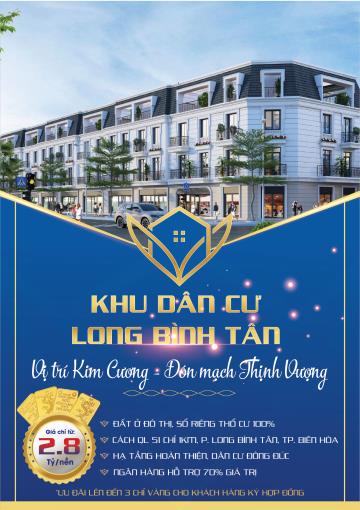 KHU DÂN CƯ
LONG BÌNH TÂN
Vị trí Kim Cương - Đón mạch Thịnh Vượng
Giá chỉ từ:
2.8
Tỷ/nền
ĐẤT Ở ĐÔ THỊ, SỔ RIÊNG THỔ CƯ 100%
CÁCH QL 51 CHỈ 1KM, P. LONG BÌNH TÂN, TP. BIÊN HÒA
HẠ TẦNG HOÀN THIỆN, DÂN CƯ ĐÔNG ĐÚC
NGÂN HÀNG HỖ TRỢ 70% GIÁ TRỊ
ƯU ĐÃI LÊN ĐẾN 3 CHỈ VÀNG CHO KHÁCH HÀNG KÝ HỢP ĐỒNG